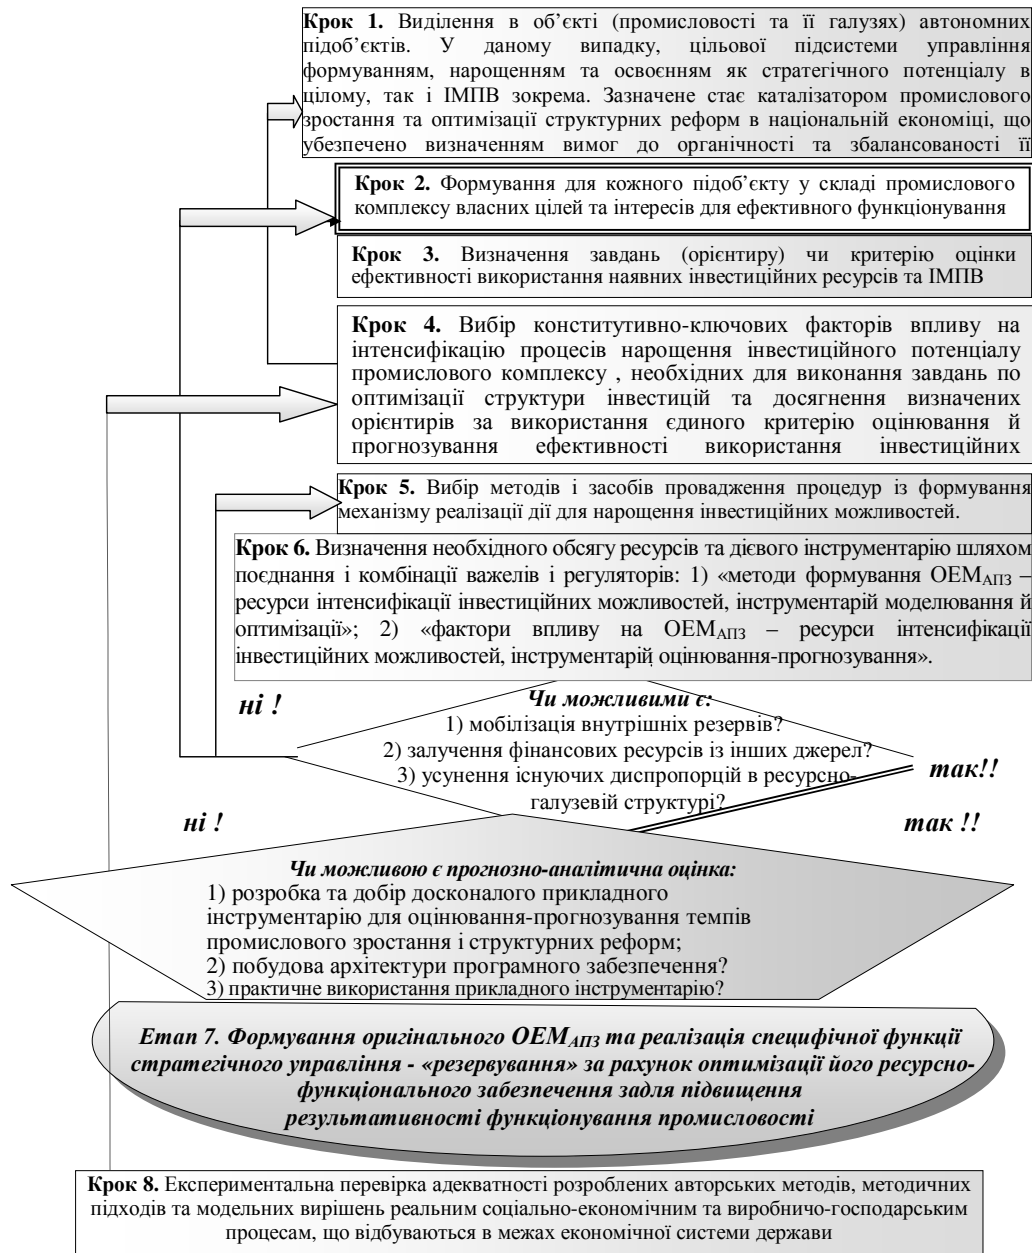 Крок 1. Виділення в об’єкті (промисловості та її галузях) автономних
підоб’єктів. У даному випадку, цільової підсистеми управління
формуванням, нарощенням та освоєнням як стратегічного потенціалу в
цілому, так і ІМПВ зокрема. Зазначене стає каталізатором промислового
зростання та оптимізації структурних реформ в національній економіці, що
убезпечено визначенням вимог до органічності та збалансованості її
Крок 2. Формування для кожного підоб’єкту у складі промислового
комплексу власних цілей та інтересів для ефективного функціонування
Крок 3. Визначення завдань (орієнтиру) чи критерію оцінки
ефективності використання наявних інвестиційних ресурсів та ІМПВ
Крок 4. Вибір конститутивно-ключових факторів впливу на
інтенсифікацію процесів нарощення інвестиційного потенціалу
промислового комплексу , необхідних для виконання завдань по
оптимізації структури інвестицій та досягнення визначених
орієнтирів за використання єдиного критерію оцінювання й
прогнозування ефективності використання інвестиційних
Крок 5. Вибір методів і засобів провадження процедур із формування
механізму реалізації дії для нарощення інвестиційних можливостей.
Крок 6. Визначення необхідного обсягу ресурсів та дієвого інструментарію шляхом
поєднання і комбінації важелів і регуляторів: 1) «методи формування ОЕМАПЗ –
ресурси інтенсифікації інвестиційних можливостей, інструментарій моделювання й
оптимізації»; 2) «фактори впливу на ОЕМАПЗ – ресурси інтенсифікації
інвестиційних можливостей, інструментарій оцінювання-прогнозування».
ні !
Чи можливими є:
1) мобілізація внутрішніх резервів?
2) залучення фінансових ресурсів із інших джерел?
3) усунення існуючих диспропорцій в ресурсно-
галузевій структурі?
так!!
ні !
так !!
Чи можливою є прогнозно-аналітична оцінка:
1) розробка та добір досконалого прикладного
інструментарію для оцінювання-прогнозування темпів
промислового зростання і структурних реформ;
2) побудова архітектури програмного забезпечення?
3) практичне використання прикладного інструментарію?
Етап 7. Формування оригінального ОЕМАПЗ та реалізація специфічної функції
стратегічного управління - «резервування» за рахунок оптимізації його ресурсно-
функціонального забезпечення задля підвищення
результативності функціонування промисловості
Крок 8. Експериментальна перевірка адекватності розроблених авторських методів, методичних
підходів та модельних вирішень реальним соціально-економічним та виробничо-господарським
процесам, що відбуваються в межах економічної системи держави